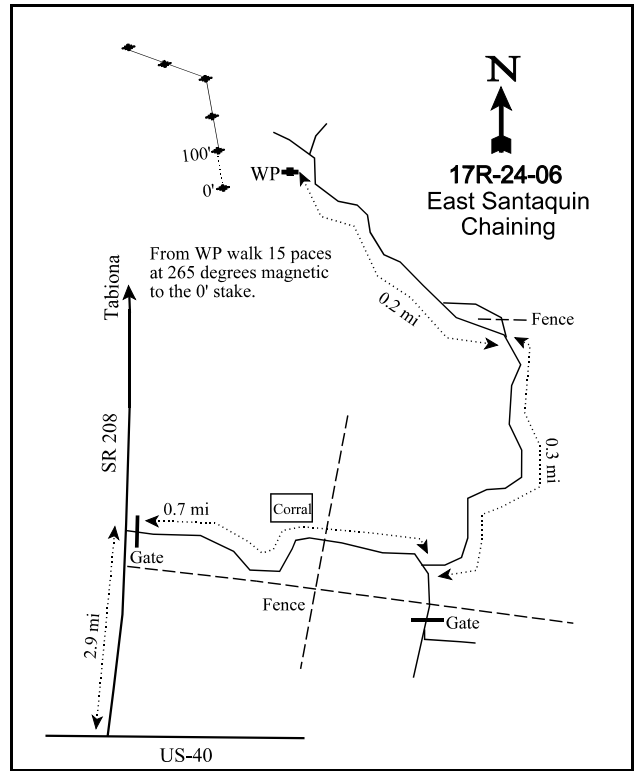 N
17R-24-06
East Santaquin
Chaining
100'
0'
WP
From WP walk 15 paces
at 265 degrees magnetic
to the 0' stake.
Tabiona
0.2 mi
Fence
SR 208
0.3 mi
0.7 mi
Corral
Gate
Fence
Gate
2.9 mi
US-40